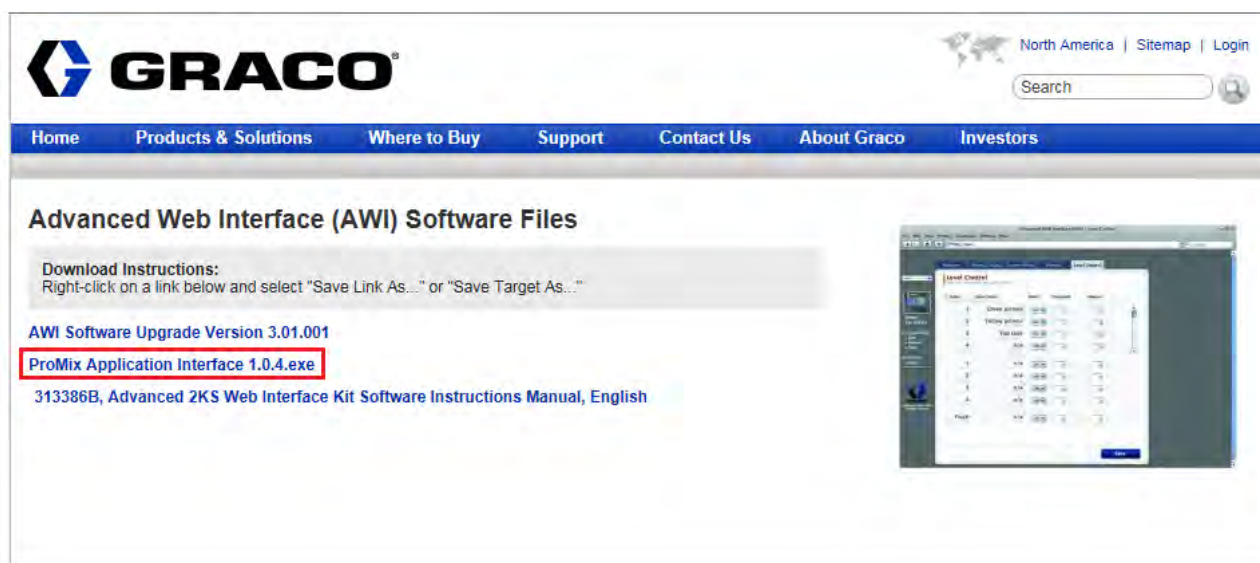 GRACO®
North America | Sitemap | Login
Search
Home Products & Solutions Where to Buy Support Contact Us About Graco Investors
Advanced Web Interface (AWI) Software Files
Download Instructions:
Right-click on a link below and select "Save Link As..." or "Save Target As..."
AWI Software Upgrade Version 3.01.001
ProMix Application Interface 1.0.4.exe
313386B, Advanced 2KS Web Interface Kit Software Instructions Manual, English
Level Control